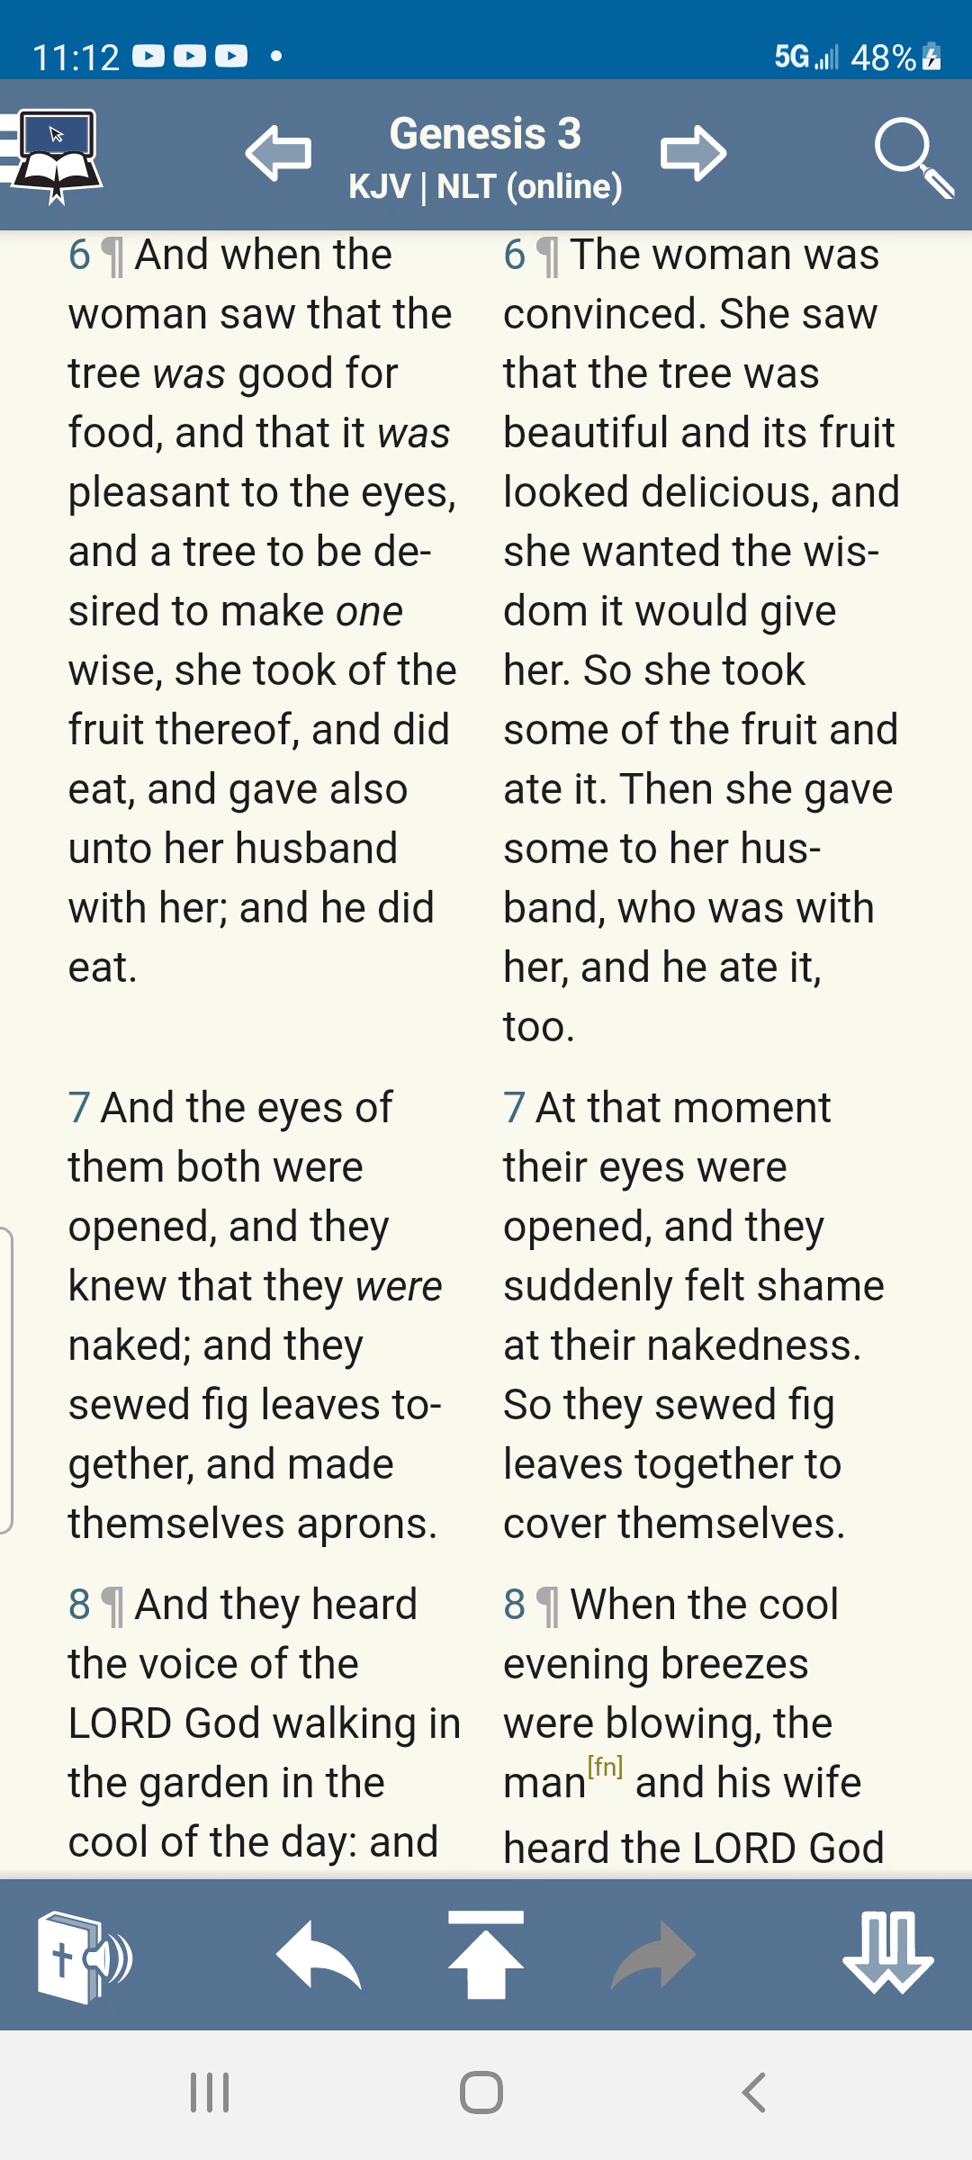 11:12
5G 48%
Genesis 3
KJV | NLT (online)
6 ¶ And when the
woman saw that the
tree was good for
food, and that it was
pleasant to the eyes,
and a tree to be de-
sired to make one
wise, she took of the
fruit thereof, and did
eat, and gave also
unto her husband
with her; and he did
eat.
6 ¶ The woman was
convinced. She saw
that the tree was
beautiful and its fruit
looked delicious, and
she wanted the wis-
dom it would give
her. So she took
some of the fruit and
ate it. Then she gave
some to her hus-
band, who was with
her, and he ate it,
too.
7 And the eyes of
them both were
opened, and they
knew that they were
naked; and they
sewed fig leaves to-
gether, and made
themselves aprons.
7 At that moment
their eyes were
opened, and they
suddenly felt shame
at their nakedness.
So they sewed fig
leaves together to
cover themselves.
8 ¶ And they heard
the voice of the
LORD God walking in
the garden in the
cool of the day: and
8 ¶ When the cool
evening breezes
were blowing, the
man[fn] and his wife
heard the LORD God